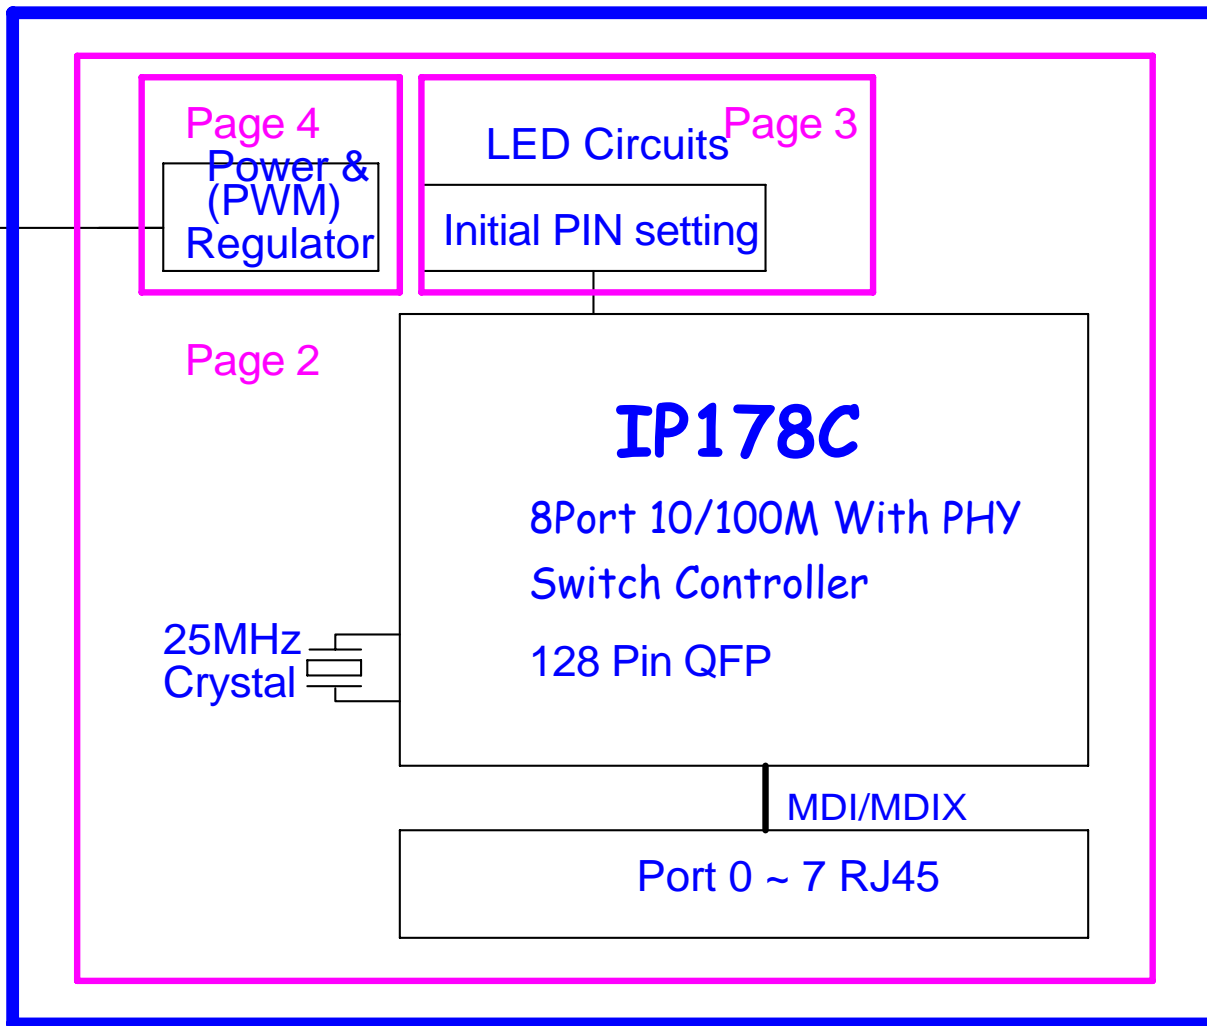 Page 4
Power &
(PWM)
Regulator
LED Circuits
Page 3
Initial PIN setting
Page 2
IP178C
8Port 10/100M With PHY
Switch Controller
128 Pin QFP
25MHz
Crystal
MDI/MDIX
Port 0 ~ 7 RJ45